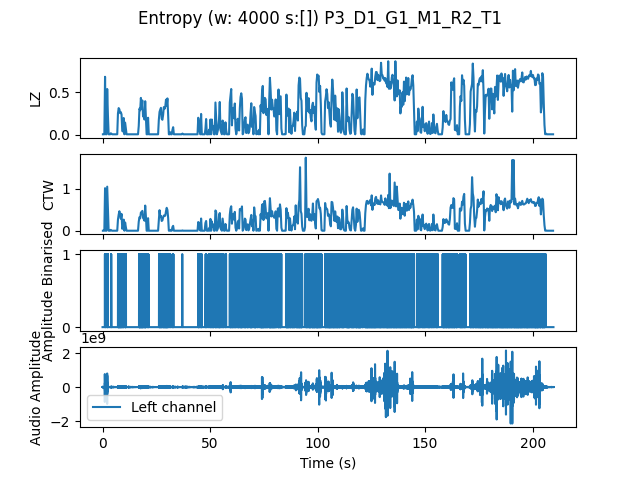 Entropy (w: 4000 s:[]) P3_D1_G1_M1_R2_T1
LZ
0.5
0.0
CTW
1
0
Amplitude Binarised
1
0
1e9
Audio Amplitude
2
0
−2
Left channel
0
50
100
150
200
Time (s)